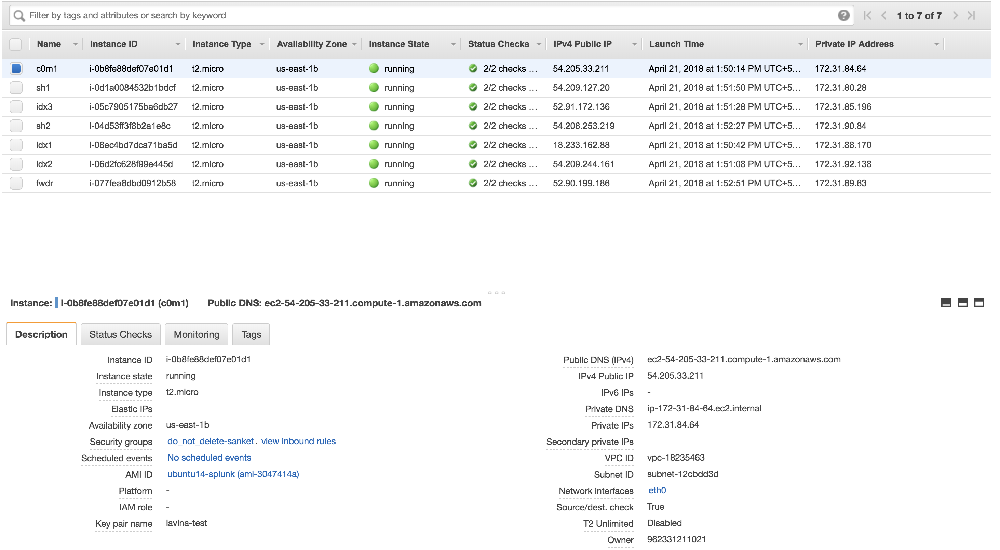 Filter by tags and attributes or search by keyword ? 1 to 7 of 7
Name Instance ID Instance Type Availability Zone Instance State Status Checks IPv4 Public IP Launch Time Private IP Address
c0m1 i-0b8fe88def07e01d1 t2.micro us-east-1b running 2/2 checks ... 54.205.33.211 April 21, 2018 at 1:50:14 PM UTC+5... 172.31.84.64
sh1 i-0d1a0084532b1bdcf t2.micro us-east-1b running 2/2 checks ... 54.209.127.20 April 21, 2018 at 1:51:50 PM UTC+5... 172.31.80.28
idx3 i-05c7905175ba6db27 t2.micro us-east-1b running 2/2 checks ... 52.91.172.136 April 21, 2018 at 1:51:28 PM UTC+5... 172.31.85.196
sh2 i-04d53ff3f8b2a1e8c t2.micro us-east-1b running 2/2 checks ... 54.208.253.219 April 21, 2018 at 1:52:27 PM UTC+5... 172.31.90.84
idx1 i-08ec4bd7dca71ba5d t2.micro us-east-1b running 2/2 checks ... 18.233.162.88 April 21, 2018 at 1:50:42 PM UTC+5... 172.31.88.170
idx2 i-06d2fc628f99e445d t2.micro us-east-1b running 2/2 checks ... 54.209.244.161 April 21, 2018 at 1:51:08 PM UTC+5... 172.31.92.138
fwdr i-077fea8dbd0912b58 t2.micro us-east-1b running 2/2 checks ... 52.90.199.186 April 21, 2018 at 1:52:51 PM UTC+5... 172.31.89.63
Instance: i-0b8fe88def07e01d1 (c0m1) Public DNS: ec2-54-205-33-211.compute-1.amazonaws.com
Description Status Checks Monitoring Tags
Instance ID i-0b8fe88def07e01d1
Instance state running
Instance type t2.micro
Elastic IPs
Availability zone us-east-1b
Security groups do_not_delete-sanket. view inbound rules
Scheduled events No scheduled events
AMI ID ubuntu14-splunk (ami-3047414a)
Platform -
IAM role -
Key pair name lavina-test
Public DNS (IPv4) ec2-54-205-33-211.compute-1.amazonaws.com
IPv4 Public IP 54.205.33.211
IPv6 IPs -
Private DNS ip-172-31-84-64.ec2.internal
Private IPs 172.31.84.64
Secondary private IPs
VPC ID vpc-18235463
Subnet ID subnet-12cbdd3d
Network interfaces eth0
Source/dest. check True
T2 Unlimited Disabled
Owner 962331211021